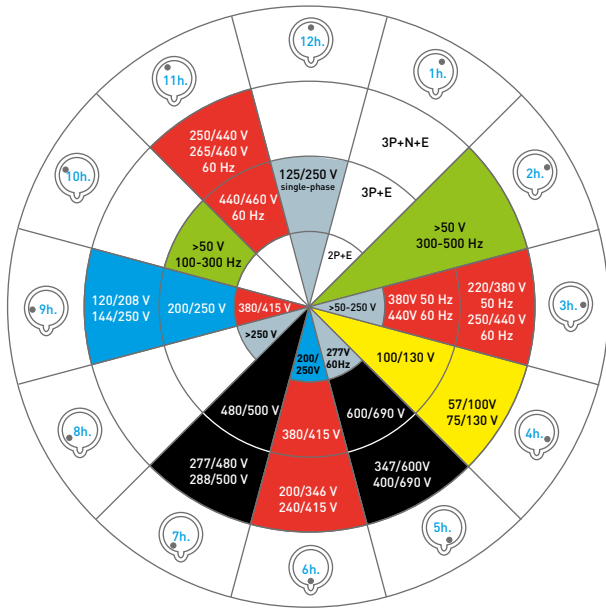 12h.
1h.
2h.
3h.
4h.
5h.
6h.
7h.
8h.
9h.
10h.
11h.
125/250 V
single-phase
3P+N+E
3P+E
2P+E
>50 V
300-500 Hz
>50-250 V
380V 50 Hz
440V 60 Hz
220/380 V
50 Hz
250/440 V
60 Hz
100/130 V
57/100V
75/130 V
277V
60Hz
600/690 V
347/600V
400/690 V
200/
250V
380/415 V
200/346 V
240/415 V
480/500 V
277/480 V
288/500 V
>250 V
380/415 V
200/250 V
120/208 V
144/250 V
>50 V
100-300 Hz
440/460 V
60 Hz
250/440 V
265/460 V
60 Hz